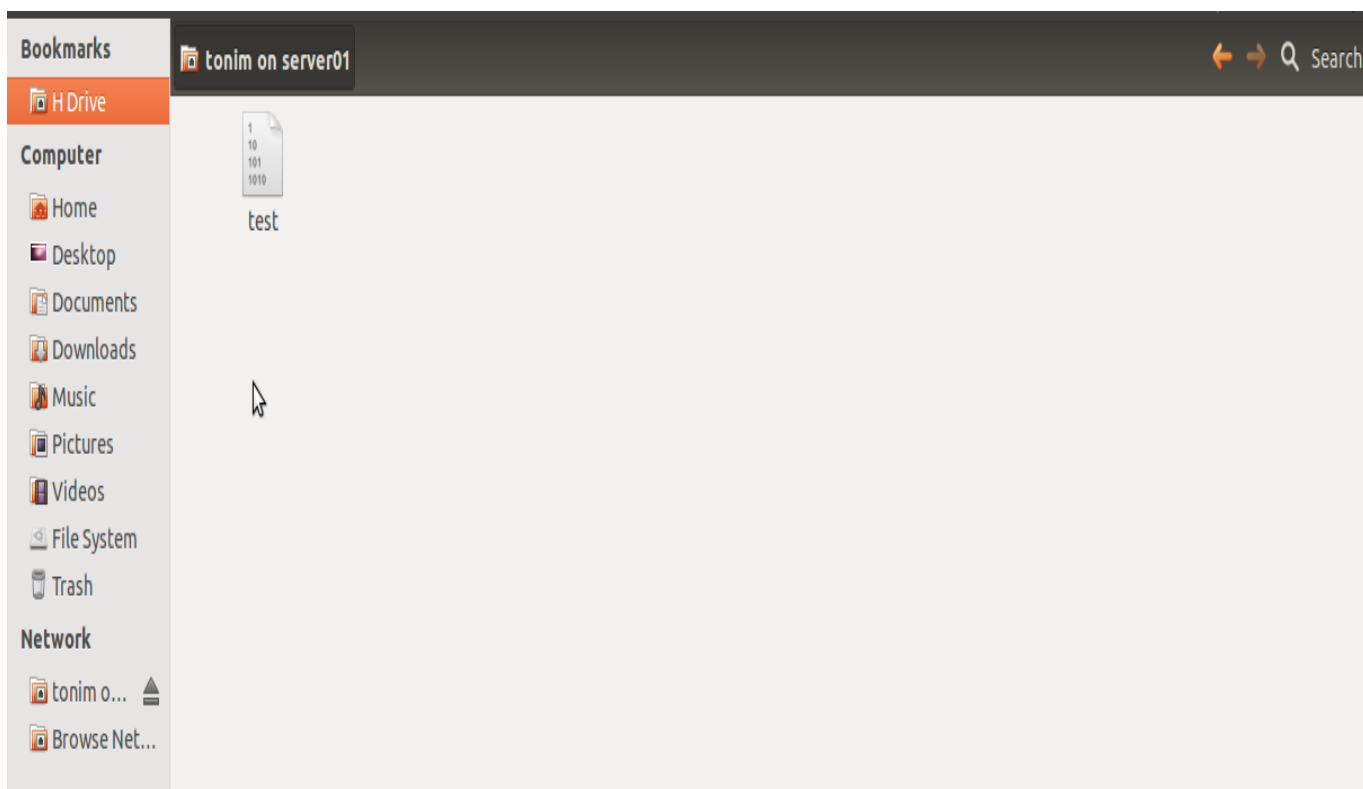 Bookmarks
H Drive
Computer
Home
Desktop
Documents
Downloads
Music
Pictures
Videos
File System
Trash
Network
tonim o...
Browse Net...
tonim on server01
Search
1
10
101
1010
test